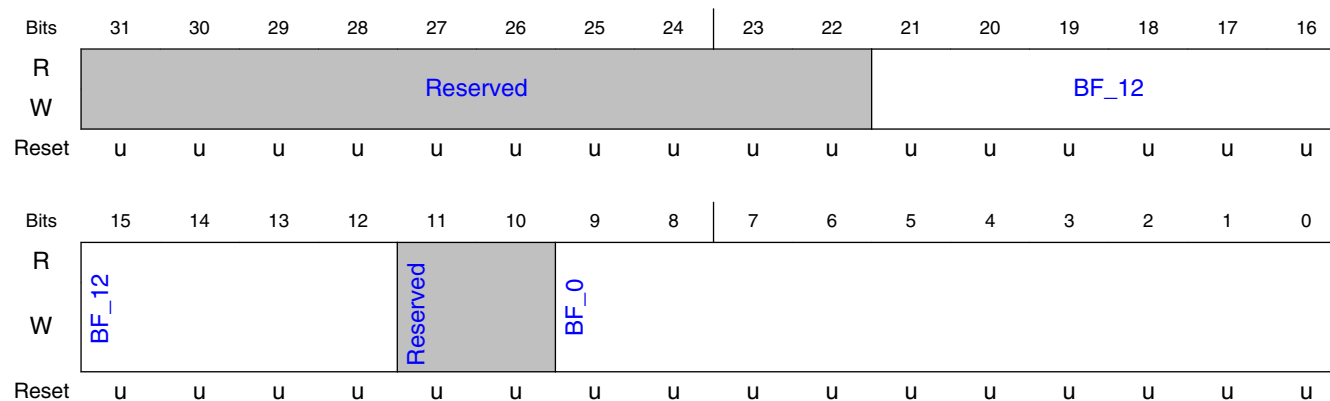 Bits 31 30 29 28 27 26 25 24 23 22 21 20 19 18 17 16
R
Reserved BF_12
W
Reset u u u u u u u u u u u u u u u u
Bits 15 14 13 12 11 10 9 8 7 6 5 4 3 2 1 0
R
BF_12 Reserved BF_0
W
Reset u u u u u u u u u u u u u u u u